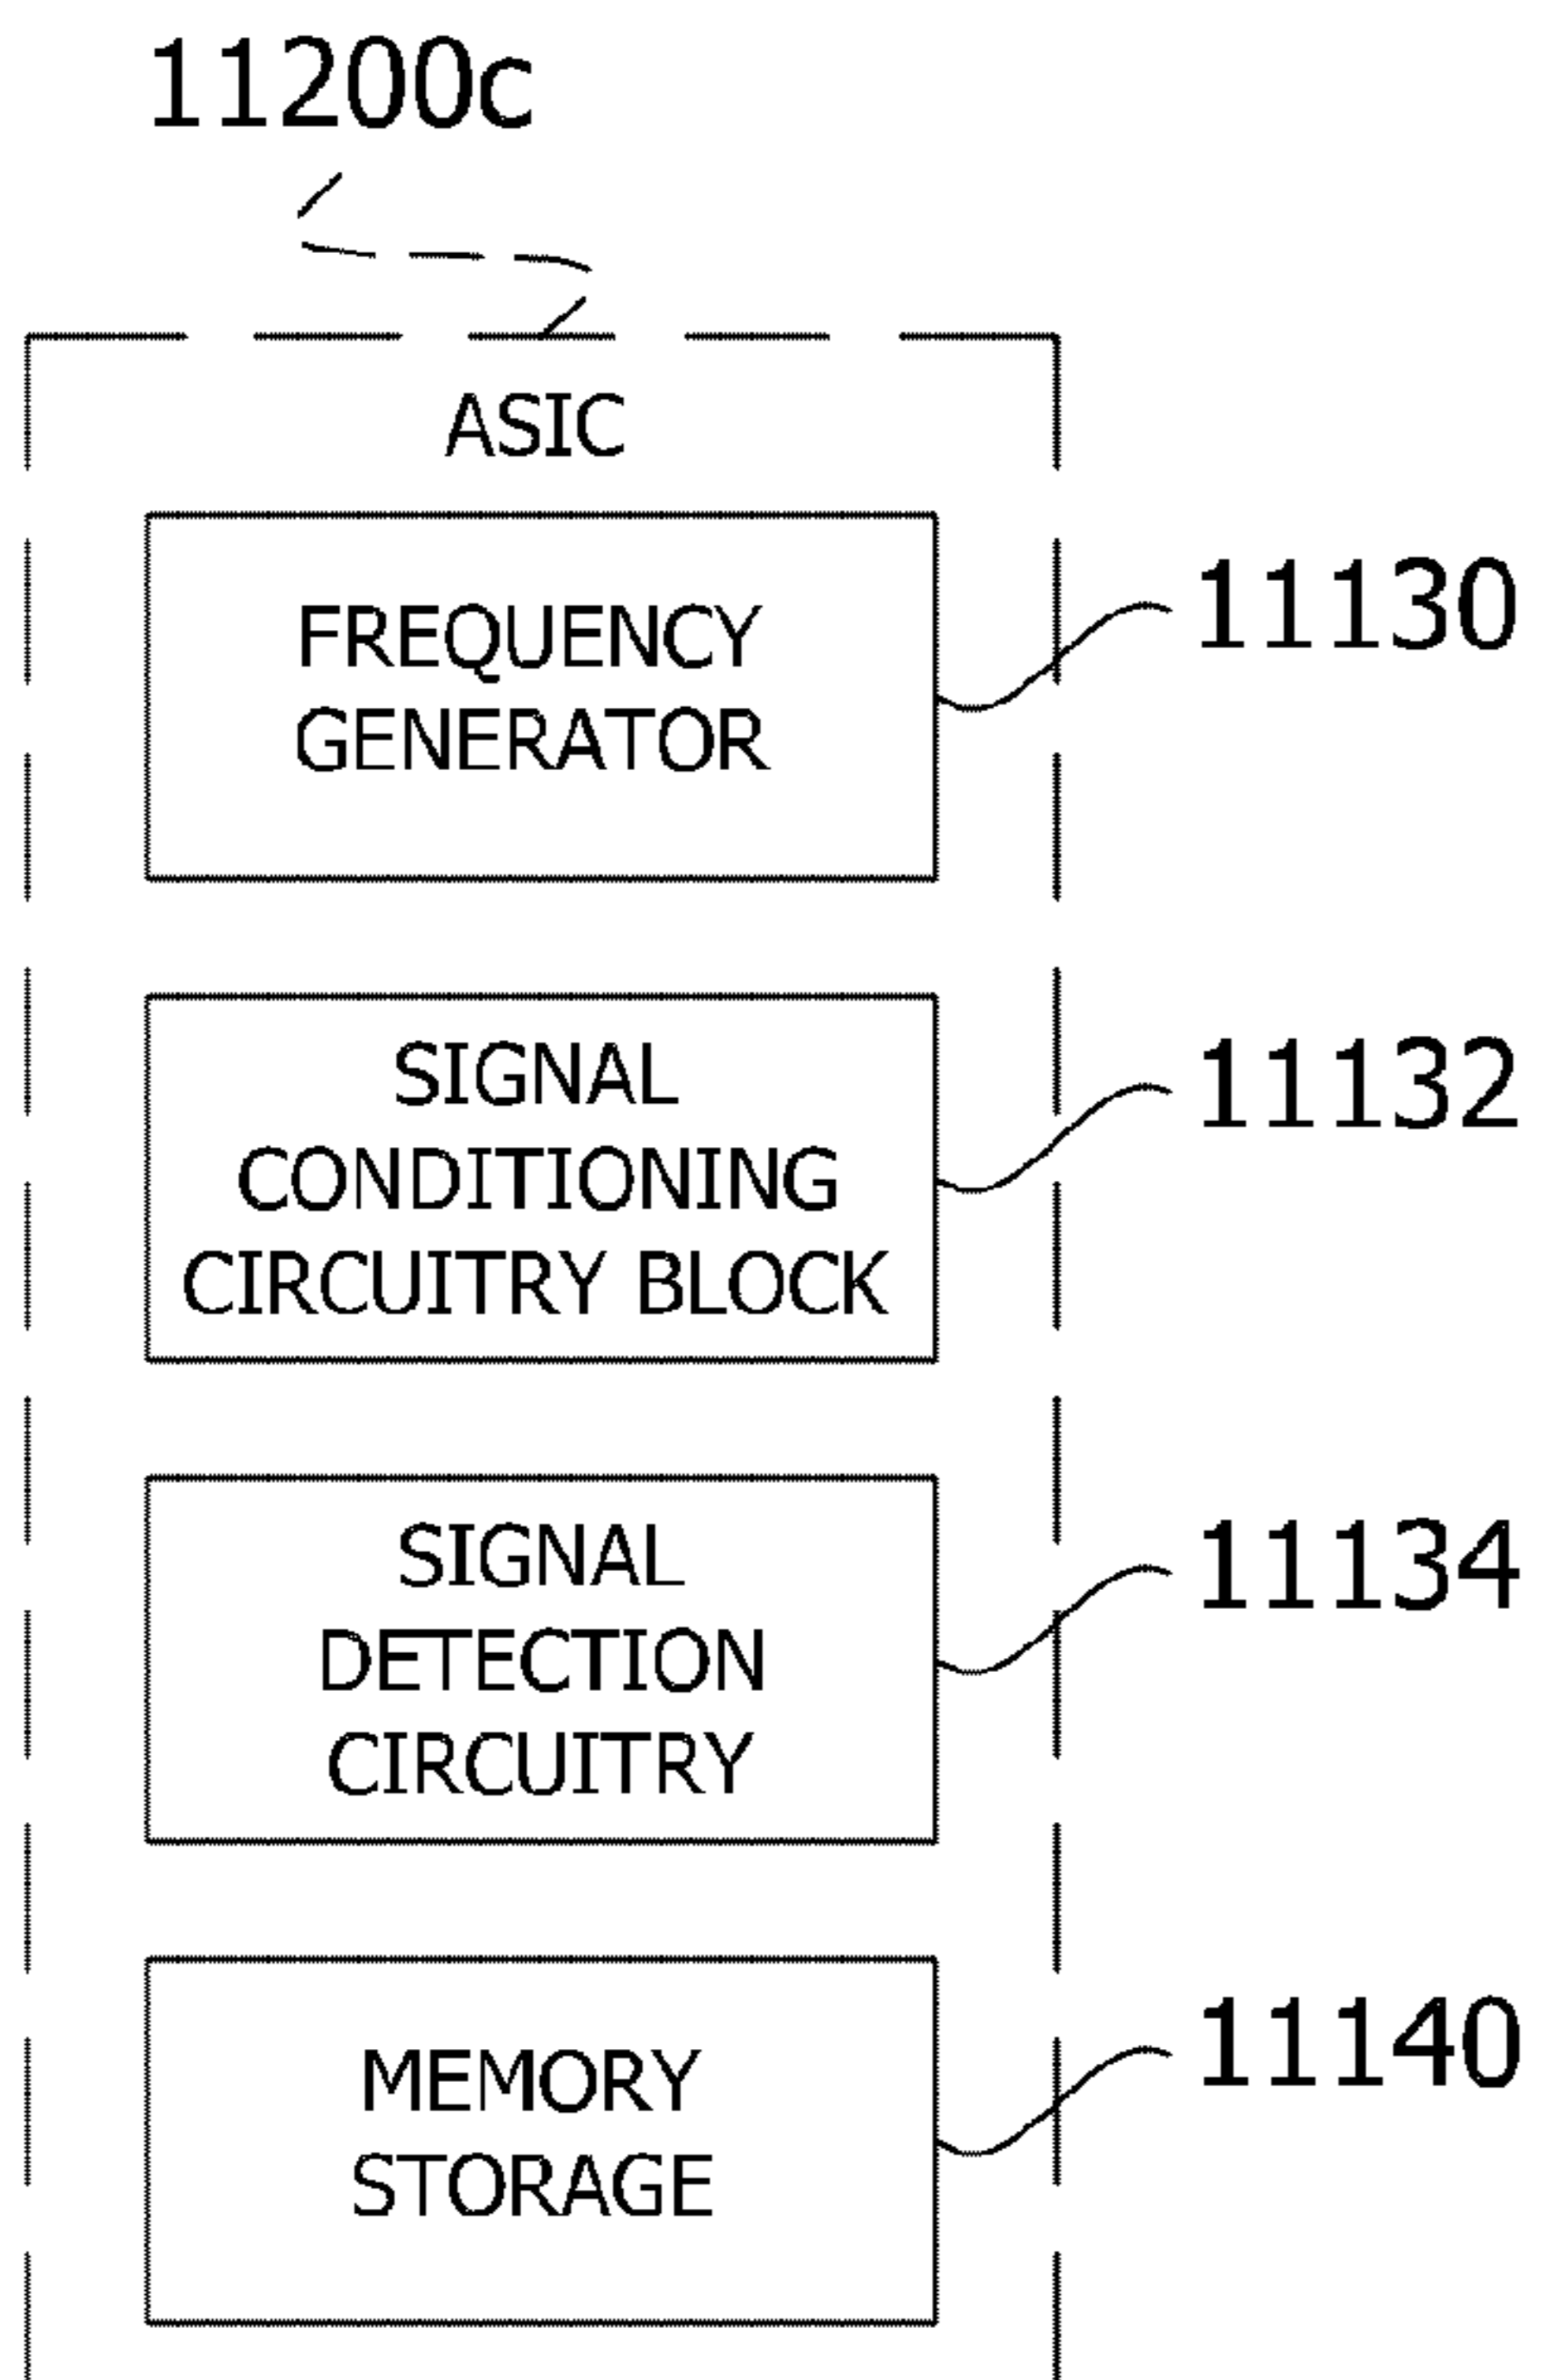 11200c
ASIC
FREQUENCY
GENERATOR
11130
SIGNAL
CONDITIONING
CIRCUITRY BLOCK
11132
SIGNAL
DETECTION
CIRCUITRY
11134
MEMORY
STORAGE
11140